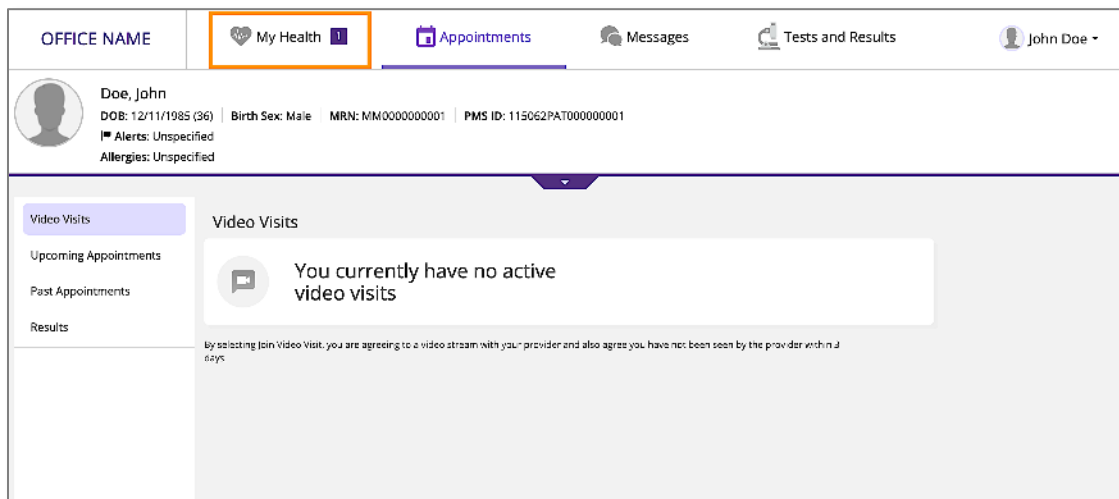 OFFICE NAME
My Health 1
Appointments
Messages
Tests and Results
John Doe
Doe, John
DOB: 12/11/1985 (36) Birth Sex: Male MRN: MM0000000001 PMS ID: 115062PAT000000001
Alerts: Unspecified
Allergies: Unspecified
Video Visits
Upcoming Appointments
Past Appointments
Results
Video Visits
You currently have no active
video visits
By selecting Join Video Visit, you are agreeing to a video stream with your provider and also agree you have not been seen by the provider within 3
days